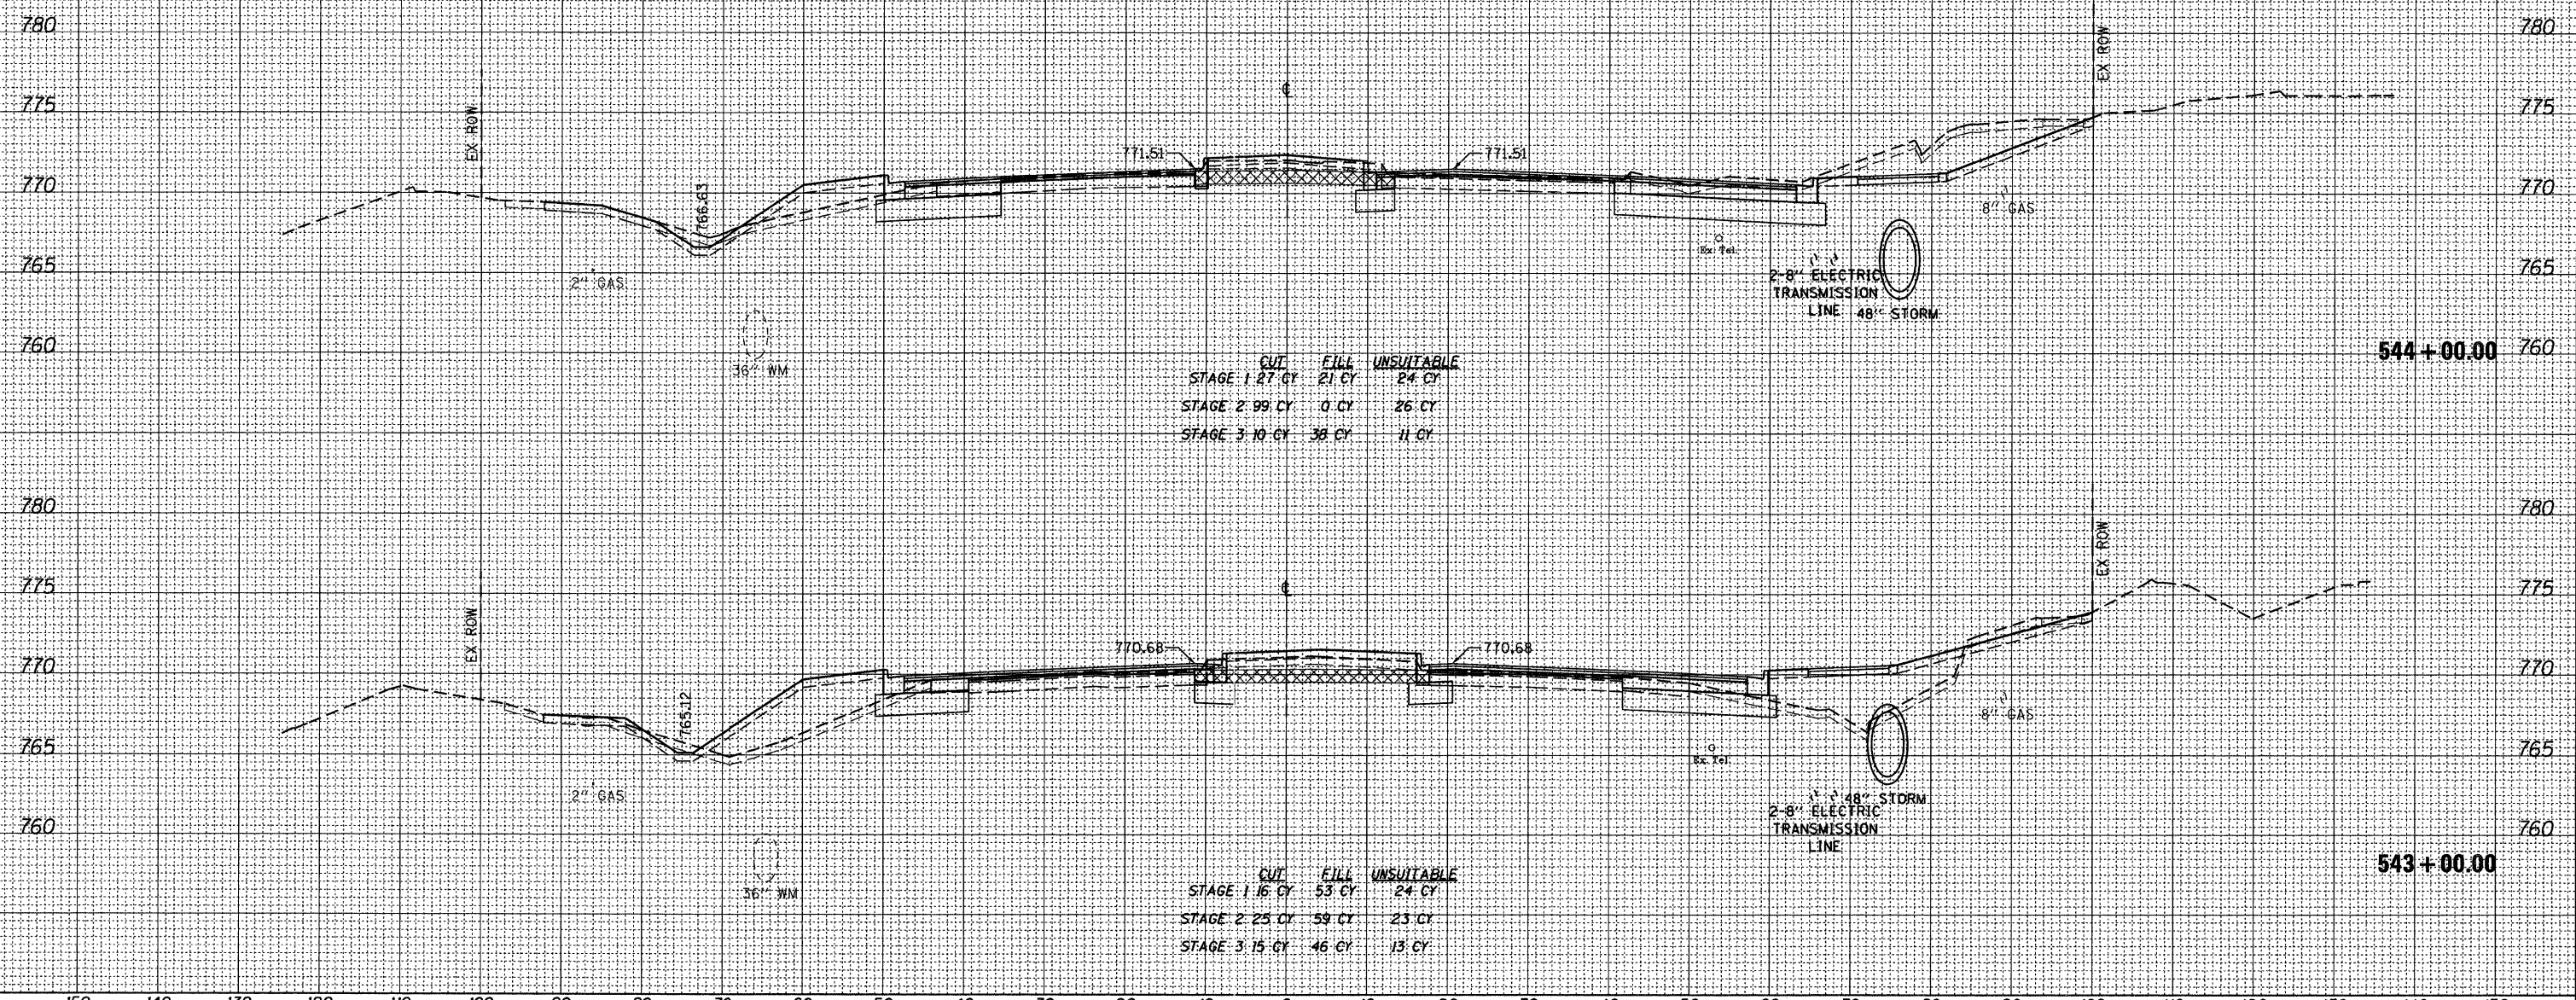 780 780
EX ROW
775 775
EX ROW
℄
771.51 771.51
770 770
766.63
8" GAS
Ex. Tel.
765 765
2" GAS
2-8" ELECTRIC
TRANSMISSION
LINE 48" STORM
760 544+00.00 760
36" WM
CUT FILL UNSUITABLE
STAGE 1 27 CY 21 CY 24 CY
STAGE 2 99 CY 0 CY 26 CY
STAGE 3 10 CY 38 CY 11 CY
780 780
EX ROW
775 775
℄
EX ROW
770.68 770.68
770 770
765.12
8" GAS
765 765
Ex. Tel.
2" GAS
48" STORM
2-8" ELECTRIC
TRANSMISSION
LINE
760 760
543+00.00
36" WM
CUT FILL UNSUITABLE
STAGE 1 16 CY 53 CY 24 CY
STAGE 2 25 CY 59 CY 23 CY
STAGE 3 15 CY 46 CY 13 CY